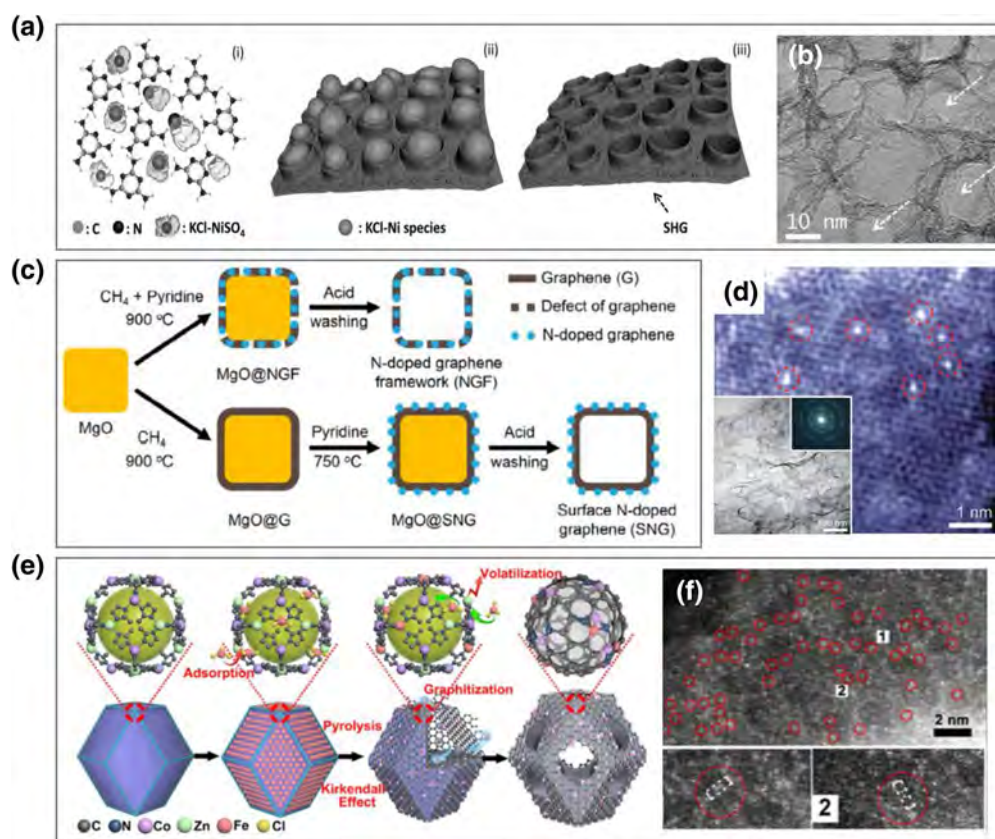 (a)
(i)
(ii)
(iii)
: C
: N
: KCl-NiSO₄
: KCl-Ni species
SHG
(b)
10 nm
(c)
CH₄ + Pyridine
900 °C
MgO@NGF
Acid
washing
N-doped graphene
framework (NGF)
Graphene (G)
Defect of graphene
N-doped graphene
MgO
CH₄
900 °C
MgO@G
Pyridine
750 °C
MgO@SNG
Acid
washing
Surface N-doped
graphene (SNG)
(d)
1 nm
(e)
Adsorption
Volatilization
Graphitization
Pyrolysis
Kirkendall
Effect
C N Co Zn Fe Cl
(f)
1
2
2 nm
2